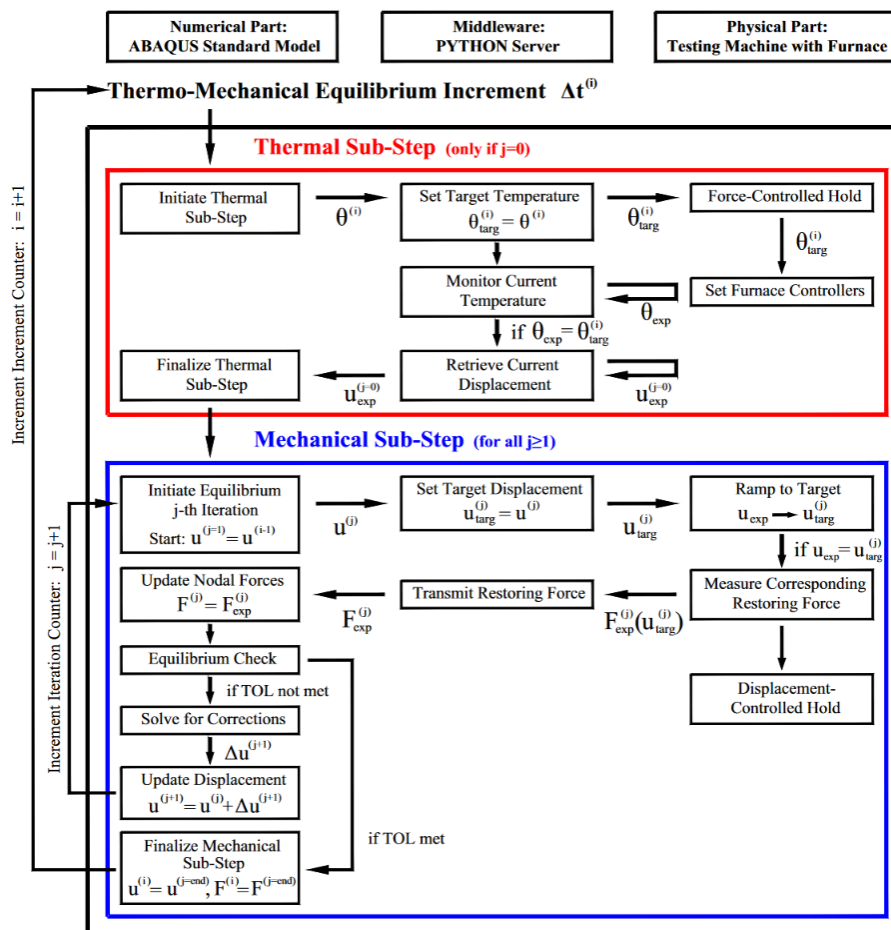 Numerical Part:
ABAQUS Standard Model
Middleware:
PYTHON Server
Physical Part:
Testing Machine with Furnace
Thermo-Mechanical Equilibrium Increment Δt⁽ⁱ⁾
Thermal Sub-Step (only if j=0)
Initiate Thermal
Sub-Step
θ⁽ⁱ⁾
Set Target Temperature
θ_targ^(i) = θ^(i)
θ_targ^(i)
Force-Controlled Hold
θ_targ^(i)
Monitor Current
Temperature
θ_exp
Set Furnace Controllers
if θ_exp = θ_targ^(i)
Finalize Thermal
Sub-Step
u_exp^(j=0)
Retrieve Current
Displacement
u_exp^(j=0)
Mechanical Sub-Step (for all j≥1)
Initiate Equilibrium
j-th Iteration
Start: u^(j=1) = u^(i-1)
u^(j)
Set Target Displacement
u_targ^(j) = u^(j)
u_targ^(j)
Ramp to Target
u_exp → u_targ^(j)
if u_exp = u_targ^(j)
Update Nodal Forces
F^(j) = F_exp^(j)
F_exp^(j)
Transmit Restoring Force
F_exp^(j)(u_targ^(j))
Measure Corresponding
Restoring Force
Equilibrium Check
if TOL not met
Displacement-
Controlled Hold
Solve for Corrections
Δu^(j+1)
Update Displacement
u^(j+1) = u^(j) + Δu^(j+1)
if TOL met
Finalize Mechanical
Sub-Step
u^(i) = u^(j=end), F^(i) = F^(j=end)
Increment Increment Counter: i = i+1
Increment Iteration Counter: j = j+1